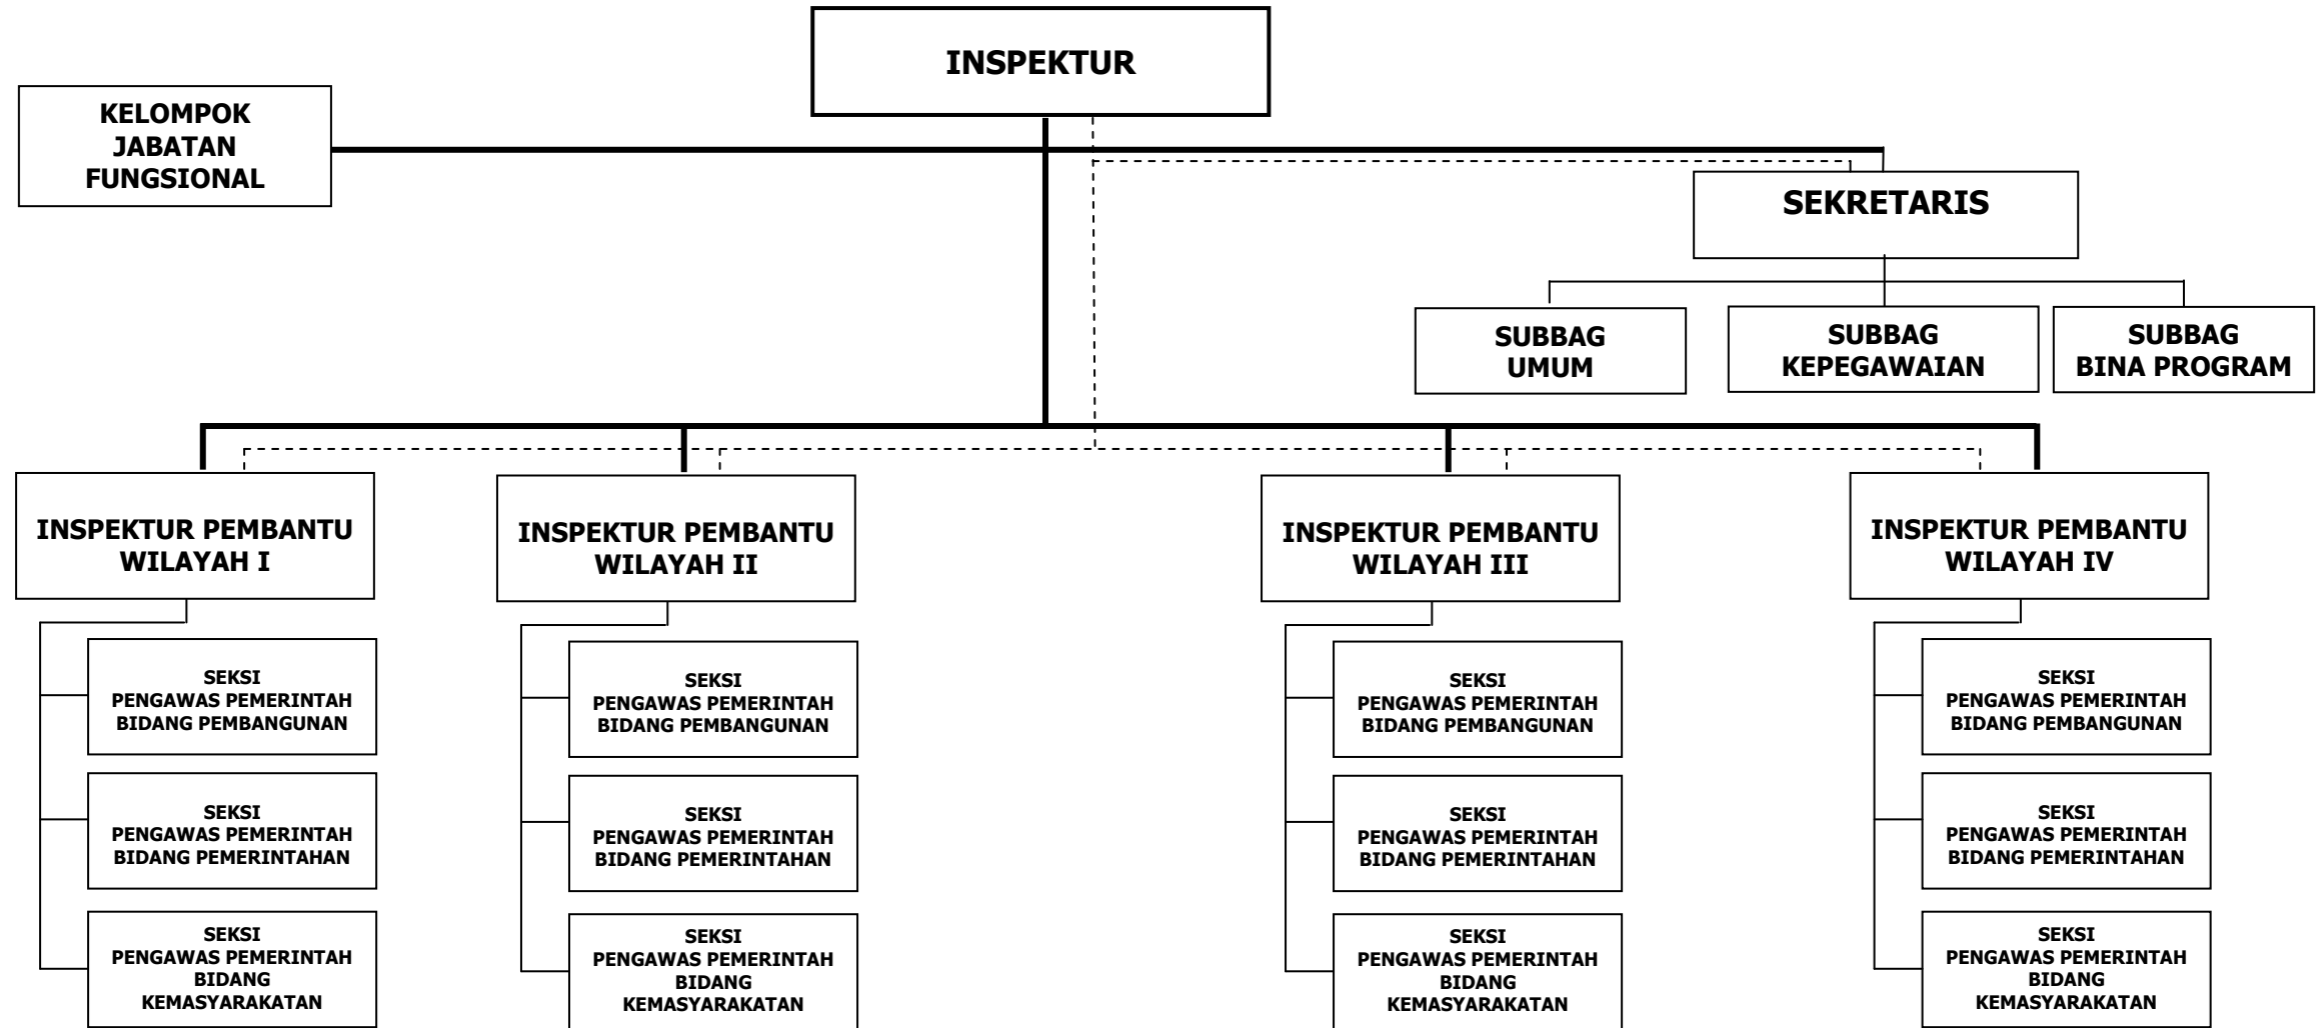 INSPEKTUR
KELOMPOK
JABATAN
FUNGSIONAL
SEKRETARIS
SUBBAG
UMUM
SUBBAG
KEPEGAWAIAN
SUBBAG
BINA PROGRAM
INSPEKTUR PEMBANTU
WILAYAH I
INSPEKTUR PEMBANTU
WILAYAH II
INSPEKTUR PEMBANTU
WILAYAH III
INSPEKTUR PEMBANTU
WILAYAH IV
SEKSI
PENGAWAS PEMERINTAH
BIDANG PEMBANGUNAN
SEKSI
PENGAWAS PEMERINTAH
BIDANG PEMBANGUNAN
SEKSI
PENGAWAS PEMERINTAH
BIDANG PEMBANGUNAN
SEKSI
PENGAWAS PEMERINTAH
BIDANG PEMBANGUNAN
SEKSI
PENGAWAS PEMERINTAH
BIDANG PEMERINTAHAN
SEKSI
PENGAWAS PEMERINTAH
BIDANG PEMERINTAHAN
SEKSI
PENGAWAS PEMERINTAH
BIDANG PEMERINTAHAN
SEKSI
PENGAWAS PEMERINTAH
BIDANG PEMERINTAHAN
SEKSI
PENGAWAS PEMERINTAH
BIDANG
KEMASYARAKATAN
SEKSI
PENGAWAS PEMERINTAH
BIDANG
KEMASYARAKATAN
SEKSI
PENGAWAS PEMERINTAH
BIDANG
KEMASYARAKATAN
SEKSI
PENGAWAS PEMERINTAH
BIDANG
KEMASYARAKATAN